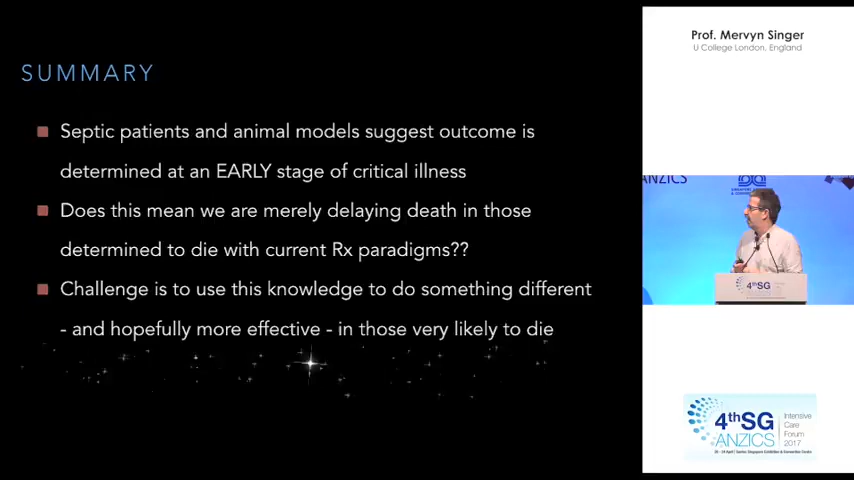 Prof. Mervyn Singer
U College London, England
SUMMARY
Septic patients and animal models suggest outcome is
determined at an EARLY stage of critical illness
Does this mean we are merely delaying death in those
determined to die with current Rx paradigms??
Challenge is to use this knowledge to do something different
- and hopefully more effective - in those very likely to die
ANZICS
4thSG
4thSG
ANZICS
Intensive
Care
Forum
2017